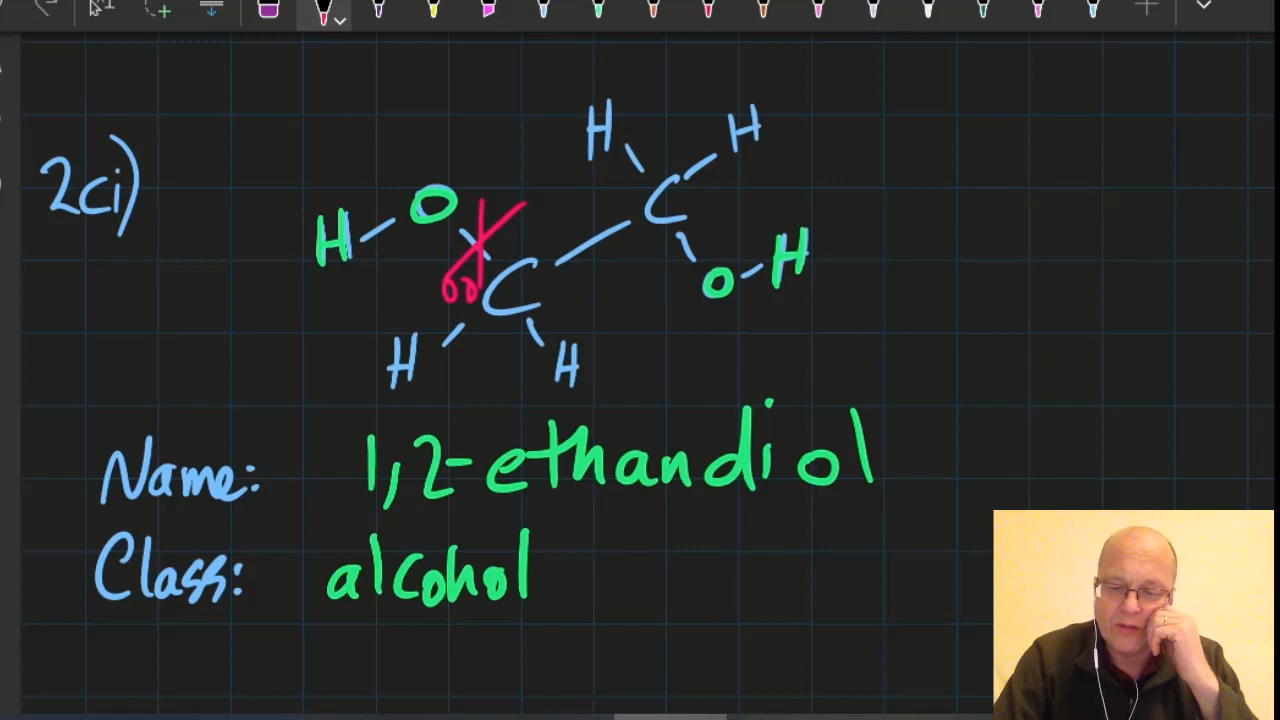 2ci)
H H
H O C
C O H
H H
Name: 1,2-ethandiol
Class: alcohol